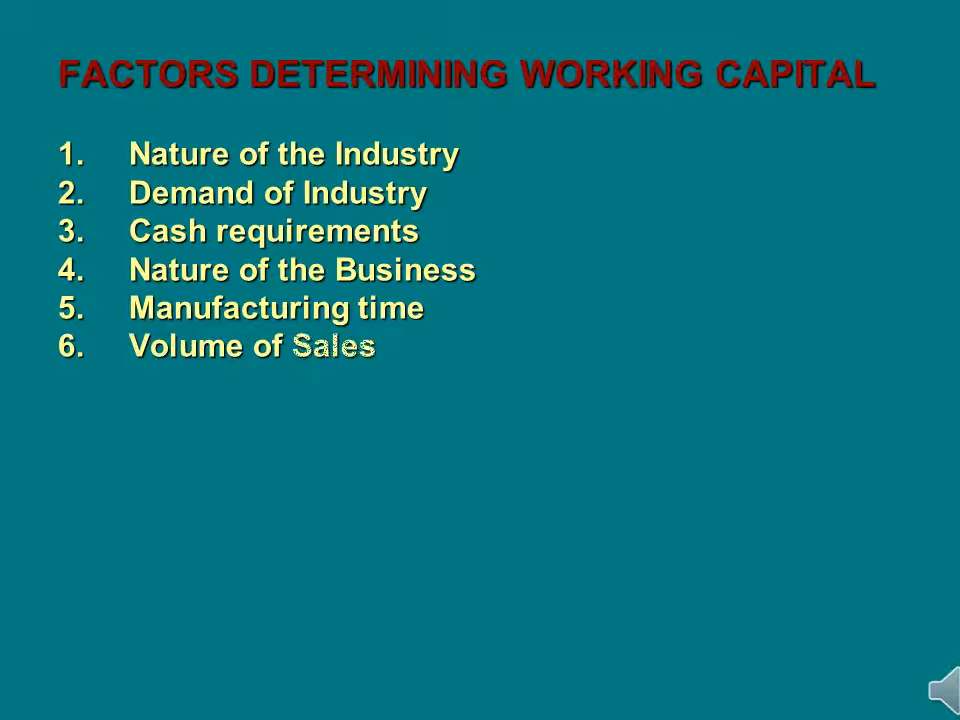 FACTORS DETERMINING WORKING CAPITAL
1. Nature of the Industry
2. Demand of Industry
3. Cash requirements
4. Nature of the Business
5. Manufacturing time
6. Volume of Sales